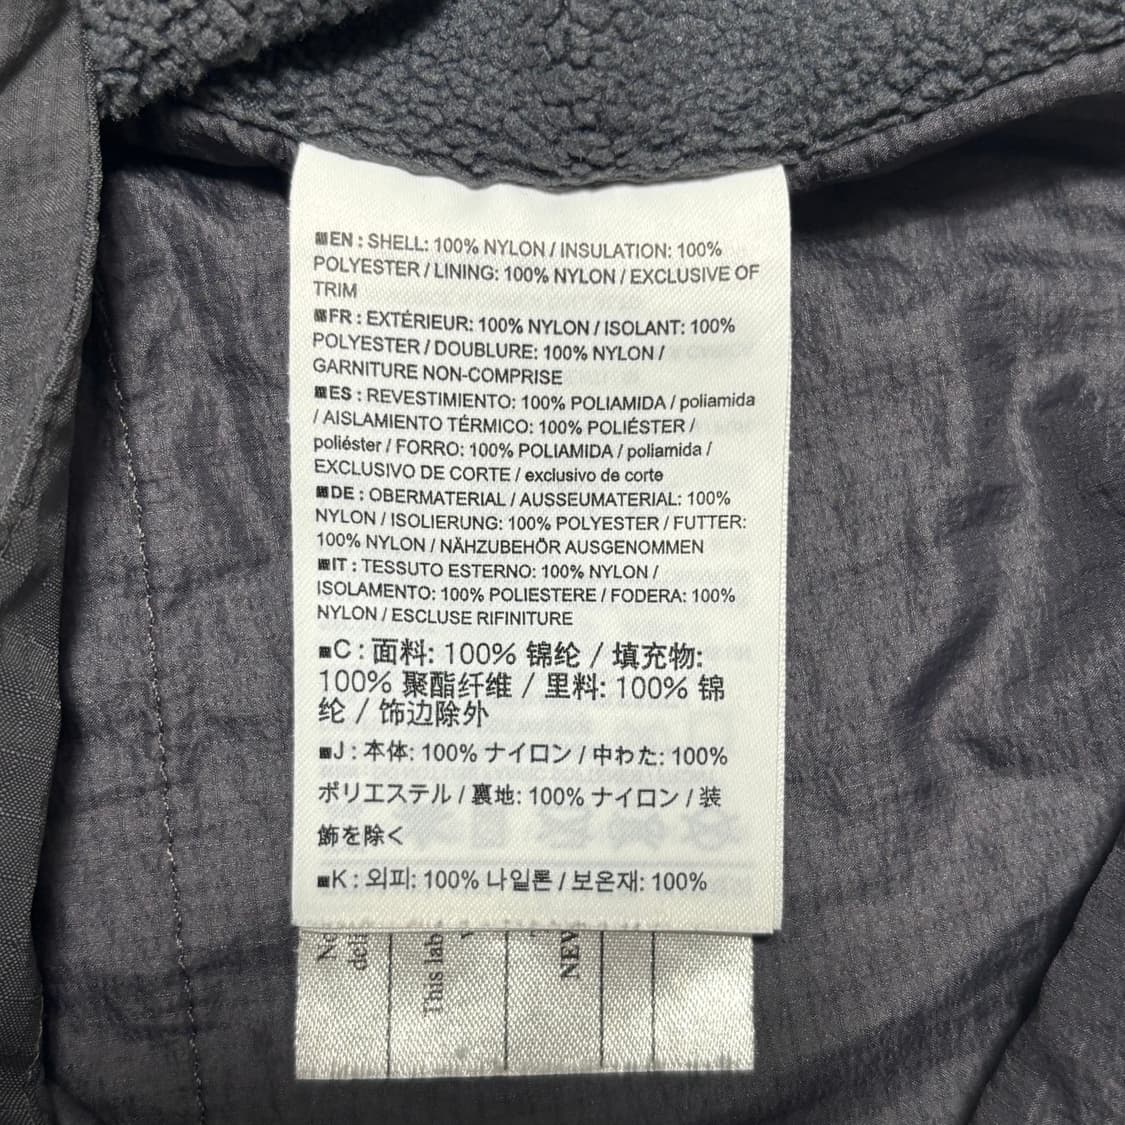 EN : SHELL: 100% NYLON / INSULATION: 100%
POLYESTER / LINING: 100% NYLON / EXCLUSIVE OF
TRIM
FR : EXTÉRIEUR: 100% NYLON / ISOLANT: 100%
POLYESTER / DOUBLURE: 100% NYLON /
GARNITURE NON-COMPRISE
ES : REVESTIMIENTO: 100% POLIAMIDA / poliamida
/ AISLAMIENTO TÉRMICO: 100% POLIÉSTER /
poliéster / FORRO: 100% POLIAMIDA / poliamida /
EXCLUSIVO DE CORTE / exclusivo de corte
DE : OBERMATERIAL / AUSSEUMATERIAL: 100%
NYLON / ISOLIERUNG: 100% POLYESTER / FUTTER:
100% NYLON / NÄHZUBEHÖR AUSGENOMMEN
IT : TESSUTO ESTERNO: 100% NYLON /
ISOLAMENTO: 100% POLIESTERE / FODERA: 100%
NYLON / ESCLUSE RIFINITURE
C : 面料: 100% 锦纶 / 填充物:
100% 聚酯纤维 / 里料: 100% 锦
纶 / 饰边除外
J : 本体: 100% ナイロン / 中わた: 100%
ポリエステル / 裏地: 100% ナイロン / 装
飾を除く
K : 외피: 100% 나일론 / 보온재: 100%
This